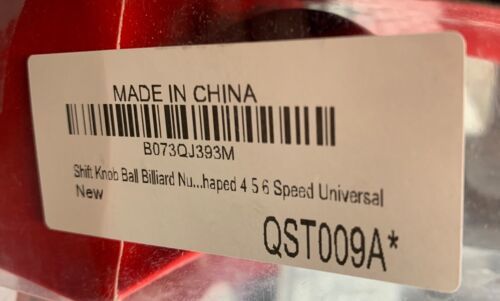 MADE IN CHINA
B073QJ393M
Shift Knob Ball Billiard Nu...haped 4 5 6 Speed Universal
New
QST009A*